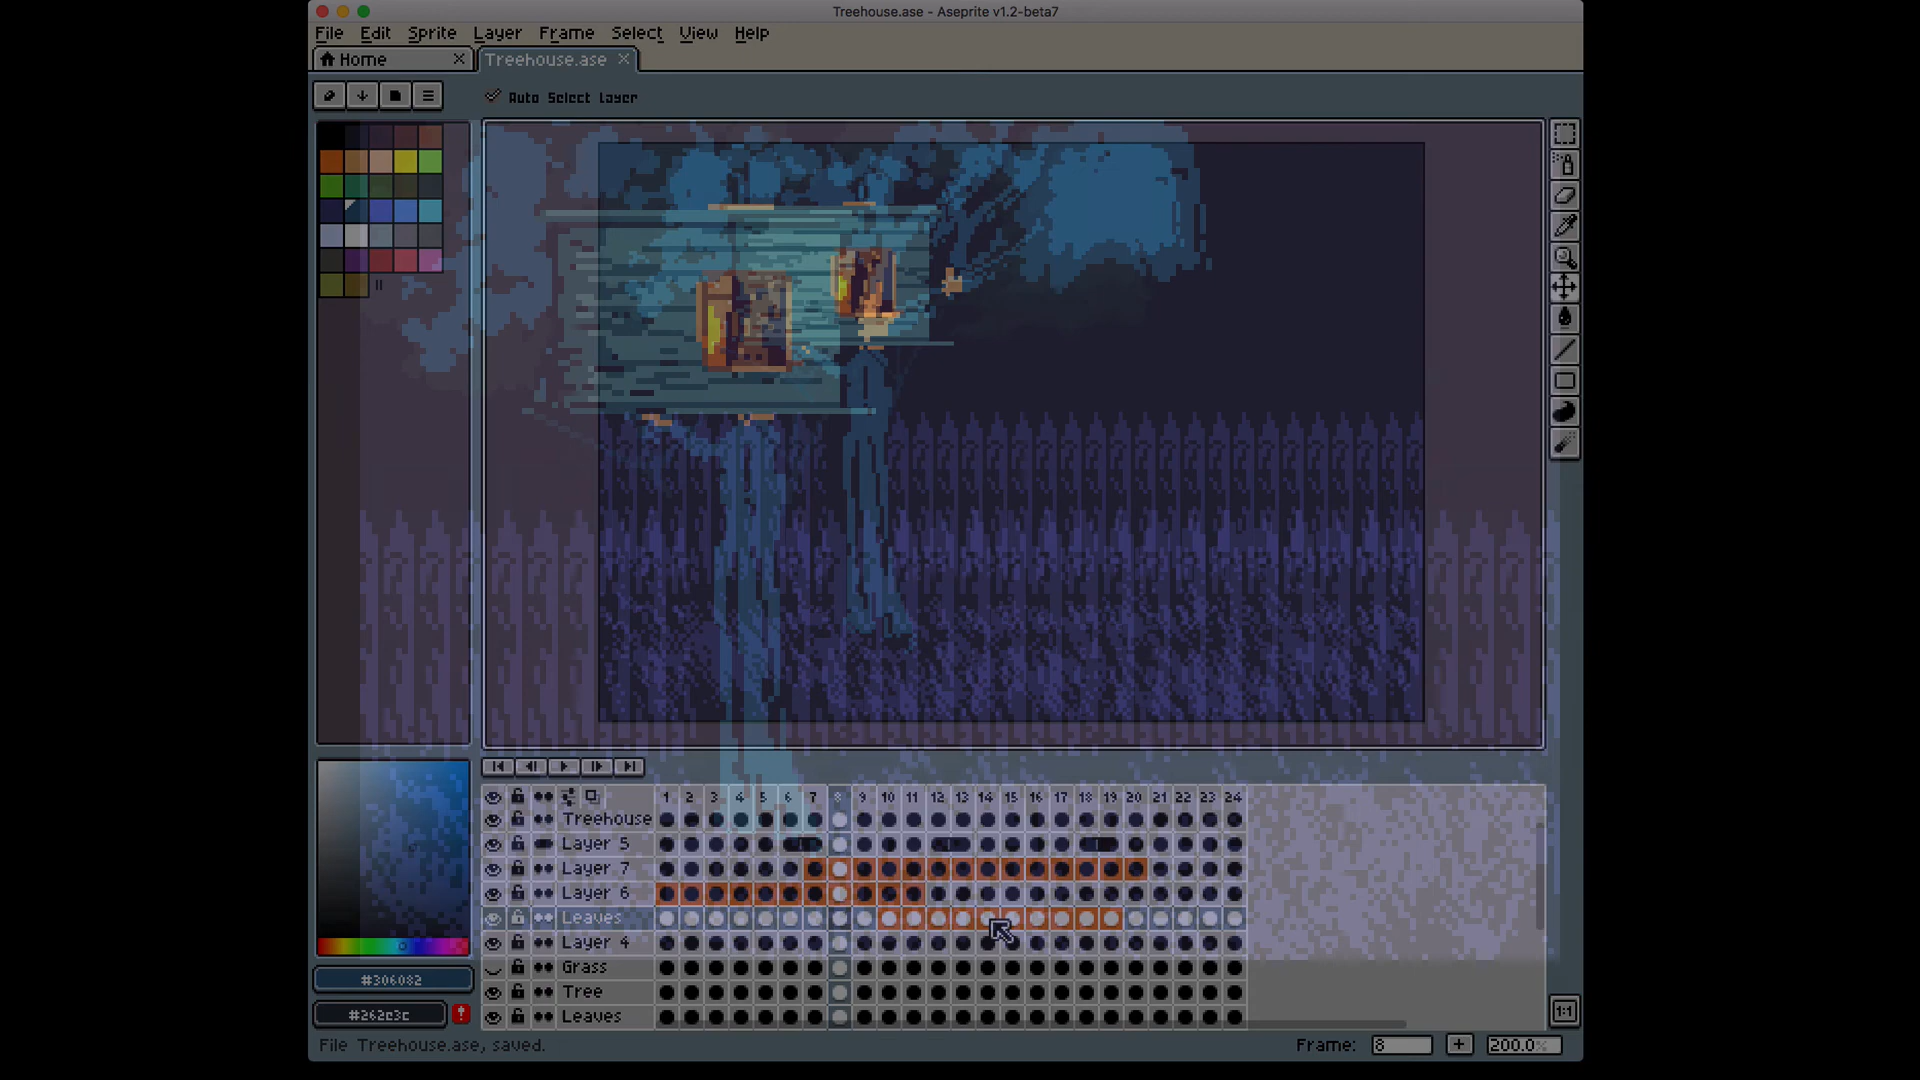 Treehouse.ase - Aseprite v1.2-beta7
File Edit Sprite Layer Frame Select View Help
Home Treehouse.ase
Auto Select Layer
1 2 3 4 5 6 7 8 9 10 11 12 13 14 15 16 17 18 19 20 21 22 23 24
Treehouse
Layer 5
Layer 7
Layer 6
Leaves
Layer 4
Grass
Tree
Leaves
#306082
#262c3c
1:1
File Treehouse.ase, saved. Frame: 8 + 200.0%